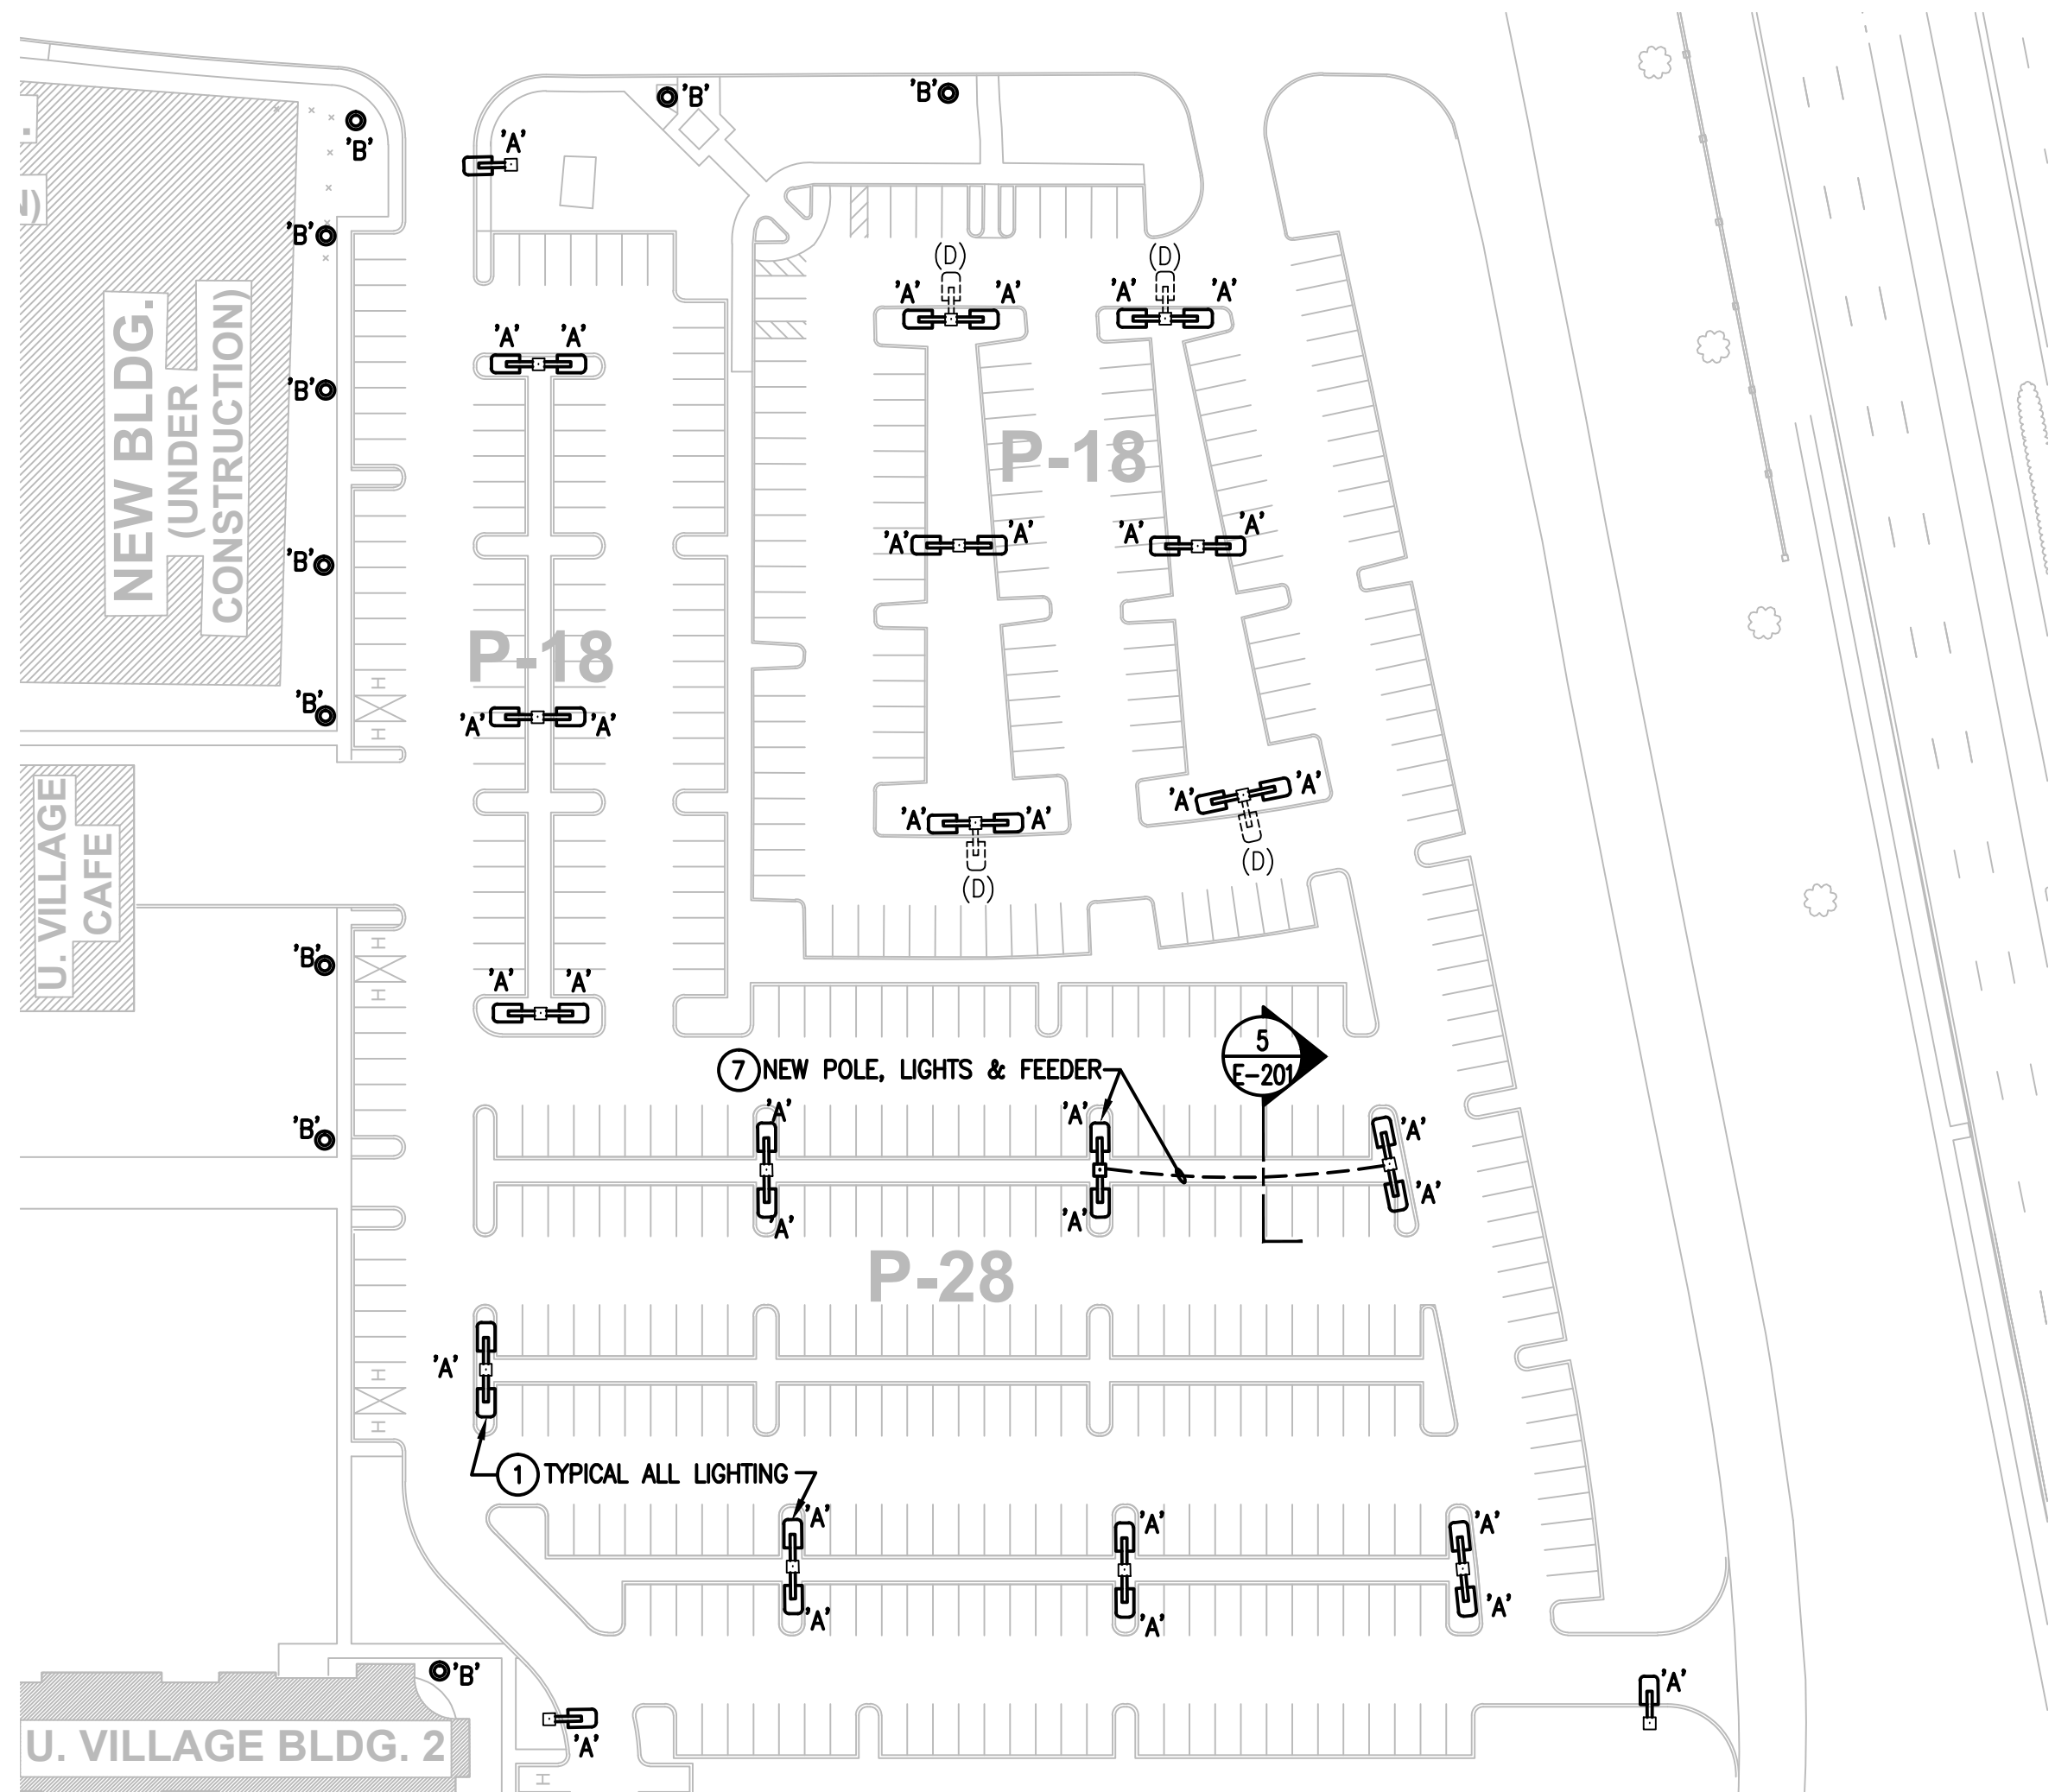 'B'
'B'
'B'
'A'
.
N)
'B'
(D)
(D)
'A'
'A'
'A'
'A'
'A'
'A'
'B'
NEW BLDG.
(UNDER
CONSTRUCTION)
P-18
'A'
'A'
'A'
'A'
'B'
P-18
'B'
'A'
'A'
'A'
'A'
'A'
'A'
(D)
(D)
U. VILLAGE
CAFE
H
H
'B'
H
H
'A'
'A'
5
E-201
7 NEW POLE, LIGHTS & FEEDER
'A'
'A'
'A'
'B'
'A'
'A'
'A'
P-28
'A'
H
H
1 TYPICAL ALL LIGHTING
'A'
'A'
'A'
'A'
'A'
'A'
'B'
'A'
'A'
U. VILLAGE BLDG. 2
H